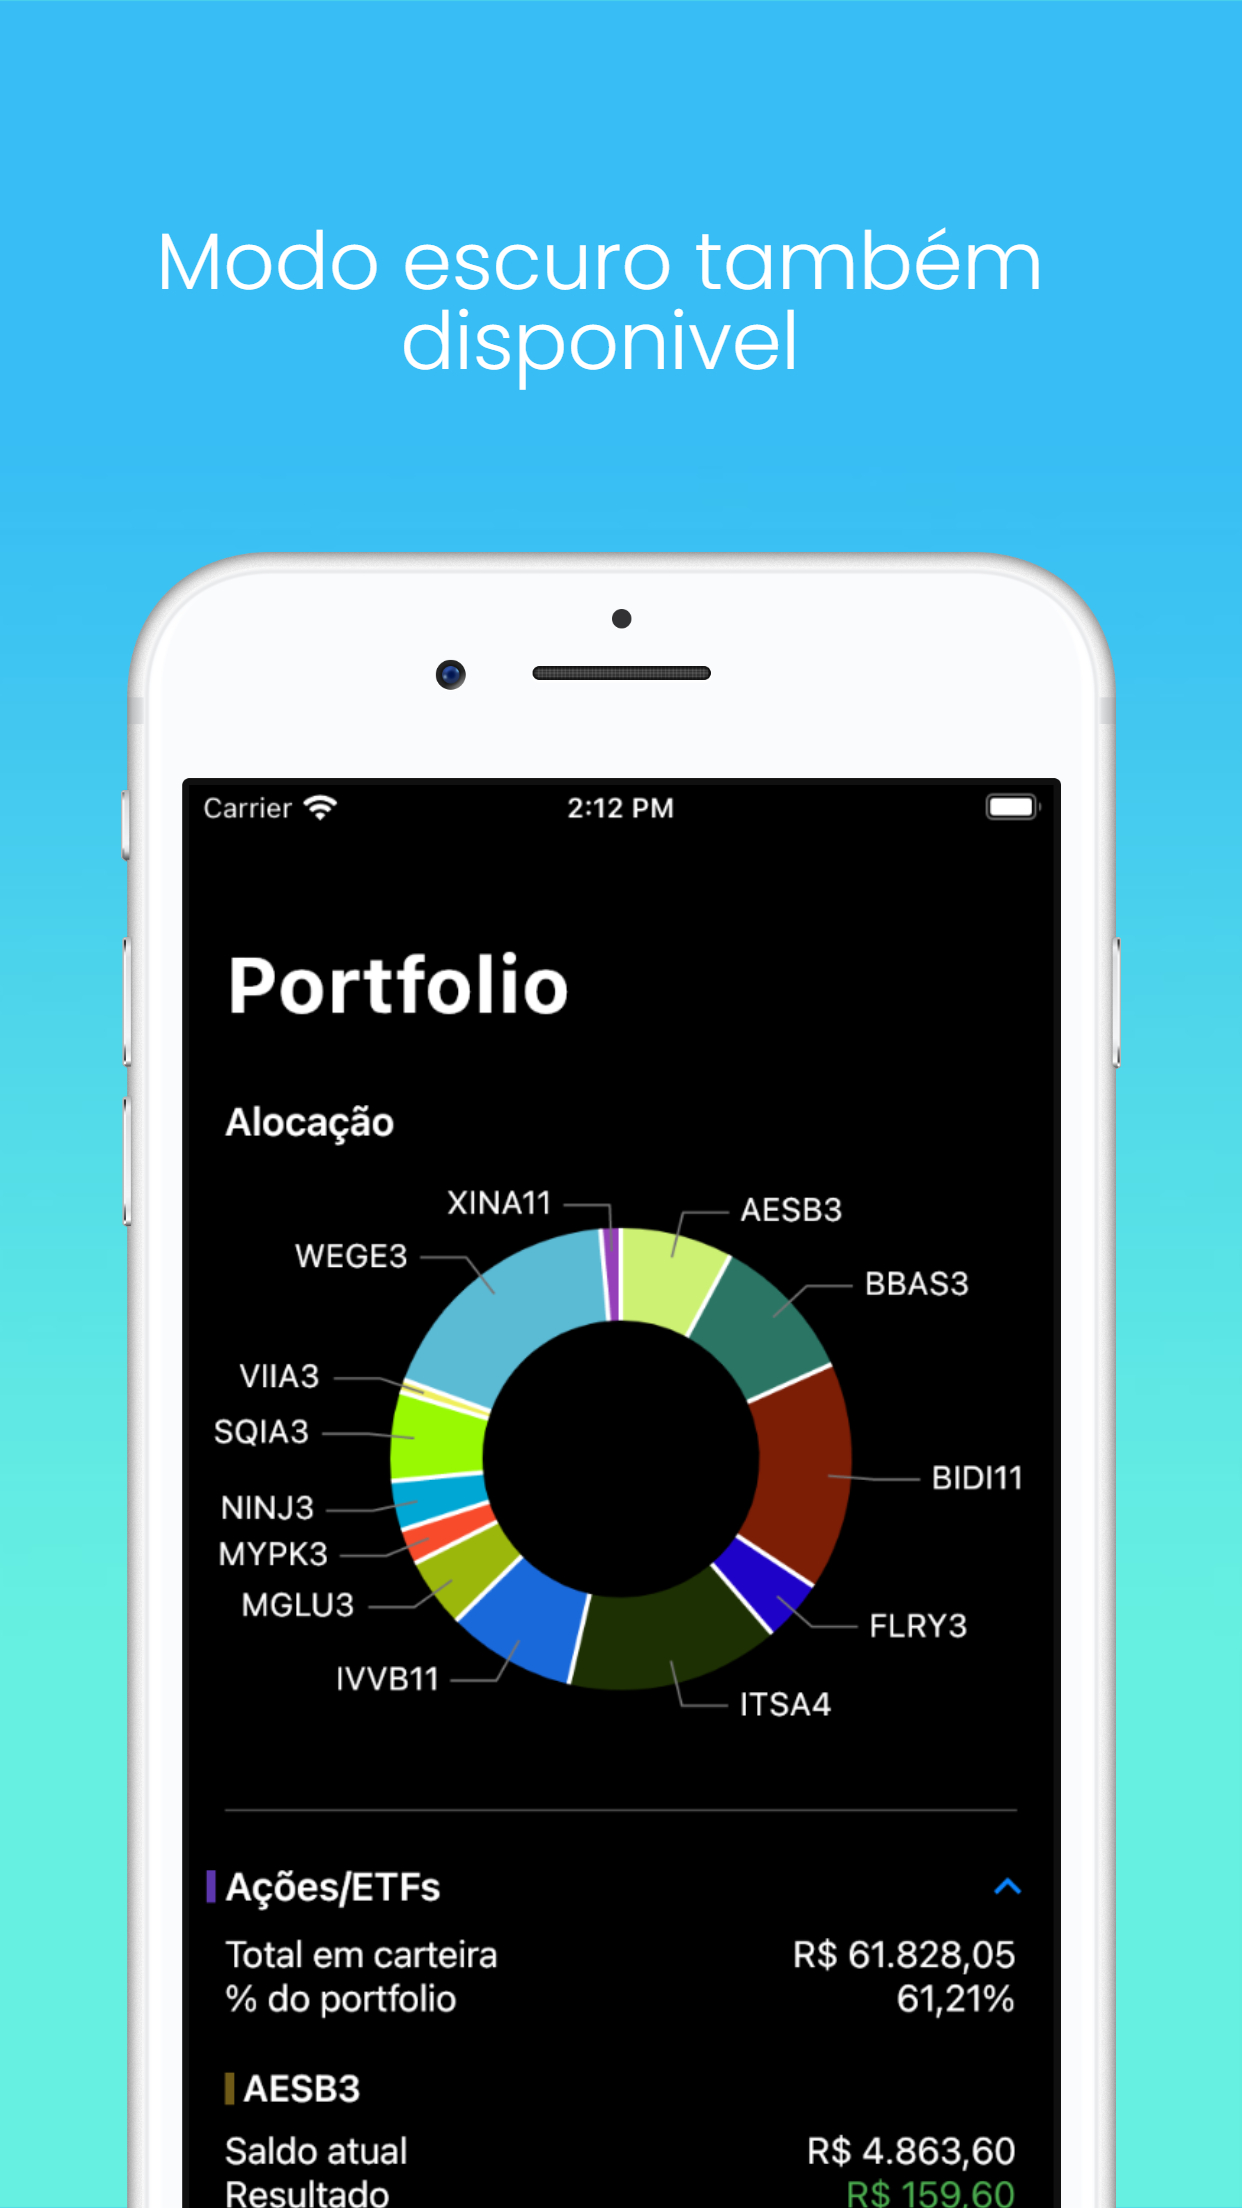 Modo escuro também
disponivel
Carrier
2:12 PM
Portfolio
Alocação
XINA11
AESB3
WEGE3
BBAS3
VIIA3
SQIA3
BIDI11
NINJ3
MYPK3
MGLU3
FLRY3
IVVB11
ITSA4
Ações/ETFs
Total em carteira R$ 61.828,05
% do portfolio 61,21%
AESB3
Saldo atual R$ 4.863,60
Resultado R$ 159,60